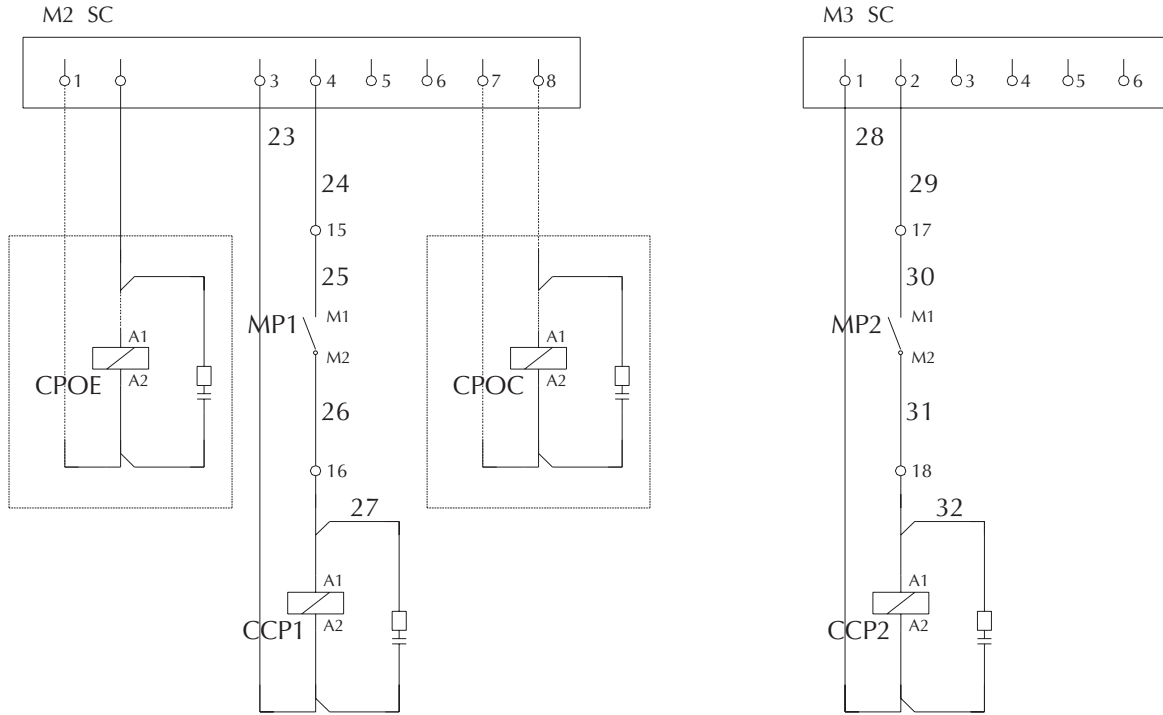 M2 SC
M3 SC
1 3 4 5 6 7 8
1 2 3 4 5 6
23
28
24
29
15
17
25
30
MP1
M1
MP2
M1
M2
M2
A1
CPOE
A2
A1
CPOC
A2
26
31
16
18
27
32
A1
CCP1
A2
A1
CCP2
A2